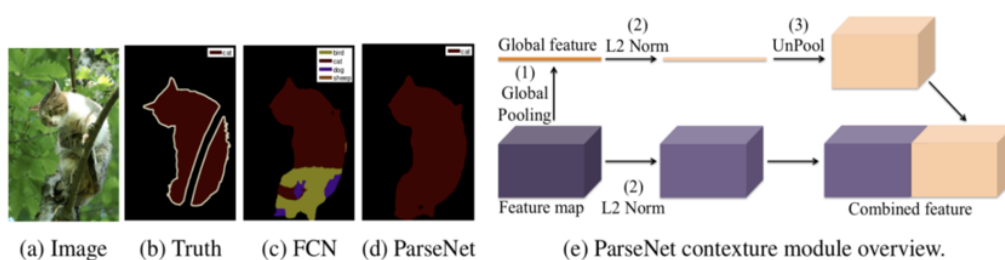 cat
bird
cat
dog
sheep
cat
(a) Image
(b) Truth
(c) FCN
(d) ParseNet
Global feature
(2)
L2 Norm
(3)
UnPool
(1)
Global
Pooling
Feature map
(2)
L2 Norm
Combined feature
(e) ParseNet contexture module overview.